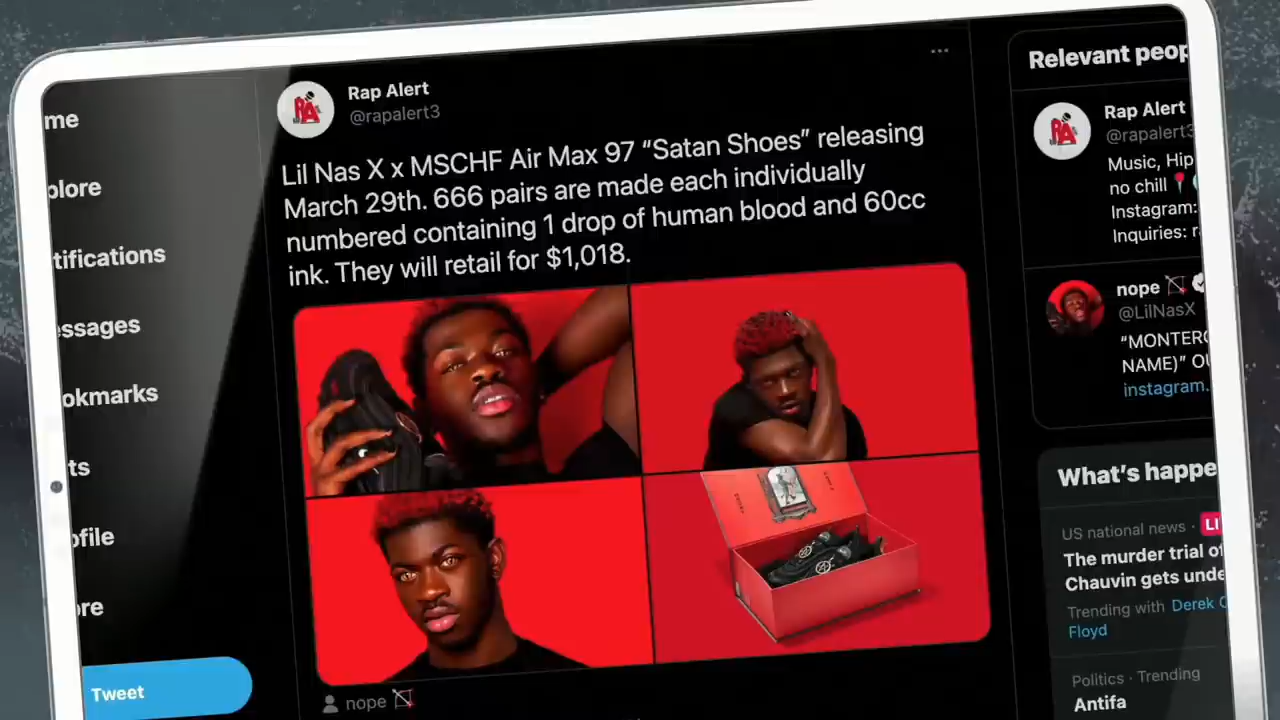 me
plore
tifications
essages
okmarks
ts
ofile
ore
Tweet
Rap Alert
@rapalert3
Lil Nas X x MSCHF Air Max 97 “Satan Shoes” releasing
March 29th. 666 pairs are made each individually
numbered containing 1 drop of human blood and 60cc
ink. They will retail for $1,018.
nope
Relevant peop
Rap Alert
@rapalert3
Music, Hip
no chill
Instagram:
Inquiries: r
nope
@LilNasX
“MONTERO
NAME)” OU
instagram.
What’s happe
US national news · LI
The murder trial of
Chauvin gets unde
Trending with Derek C
Floyd
Politics · Trending
Antifa